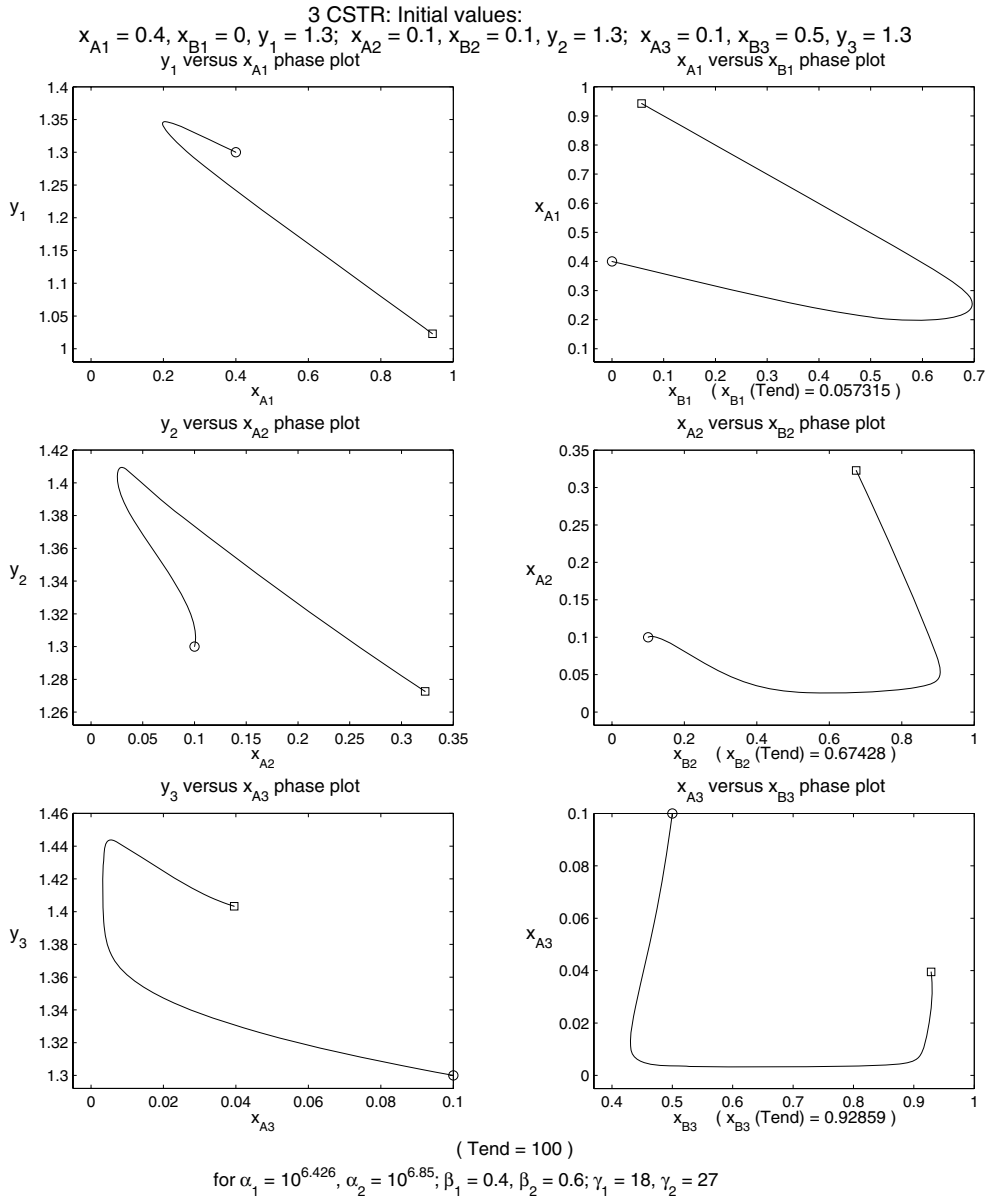 3 CSTR: Initial values:
x_A1 = 0.4, x_B1 = 0, y_1 = 1.3; x_A2 = 0.1, x_B2 = 0.1, y_2 = 1.3; x_A3 = 0.1, x_B3 = 0.5, y_3 = 1.3
y_1 versus x_A1 phase plot
1.4
1.35
1.3
1.25
1.2
1.15
1.1
1.05
1
y_1
0 0.2 0.4 0.6 0.8 1
x_A1
x_A1 versus x_B1 phase plot
1
0.9
0.8
0.7
0.6
0.5
0.4
0.3
0.2
0.1
x_A1
0 0.1 0.2 0.3 0.4 0.5 0.6 0.7
x_B1 ( x_B1 (Tend) = 0.057315 )
y_2 versus x_A2 phase plot
1.42
1.4
1.38
1.36
1.34
1.32
1.3
1.28
1.26
y_2
0 0.05 0.1 0.15 0.2 0.25 0.3 0.35
x_A2
x_A2 versus x_B2 phase plot
0.35
0.3
0.25
0.2
0.15
0.1
0.05
0
x_A2
0 0.2 0.4 0.6 0.8 1
x_B2 ( x_B2 (Tend) = 0.67428 )
y_3 versus x_A3 phase plot
1.46
1.44
1.42
1.4
1.38
1.36
1.34
1.32
1.3
y_3
0 0.02 0.04 0.06 0.08 0.1
x_A3
x_A3 versus x_B3 phase plot
0.1
0.08
0.06
0.04
0.02
0
x_A3
0.4 0.5 0.6 0.7 0.8 0.9 1
x_B3 ( x_B3 (Tend) = 0.92859 )
( Tend = 100 )
for α_1 = 10^6.426, α_2 = 10^6.85; β_1 = 0.4, β_2 = 0.6; γ_1 = 18, γ_2 = 27